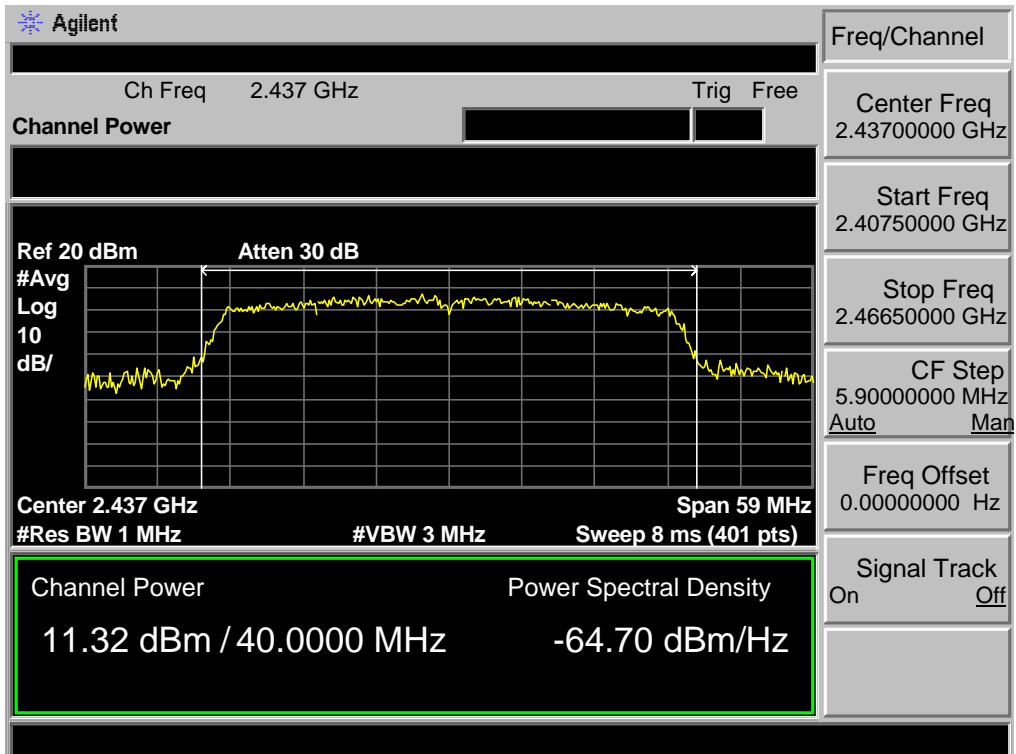 Agilent
Ch Freq 2.437 GHz Trig Free
Channel Power
Ref 20 dBm Atten 30 dB
#Avg
Log
10
dB/
Center 2.437 GHz Span 59 MHz
#Res BW 1 MHz #VBW 3 MHz Sweep 8 ms (401 pts)
Channel Power Power Spectral Density
11.32 dBm / 40.0000 MHz -64.70 dBm/Hz
Freq/Channel
Center Freq
2.43700000 GHz
Start Freq
2.40750000 GHz
Stop Freq
2.46650000 GHz
CF Step
5.90000000 MHz
Auto Man
Freq Offset
0.00000000 Hz
Signal Track
On Off